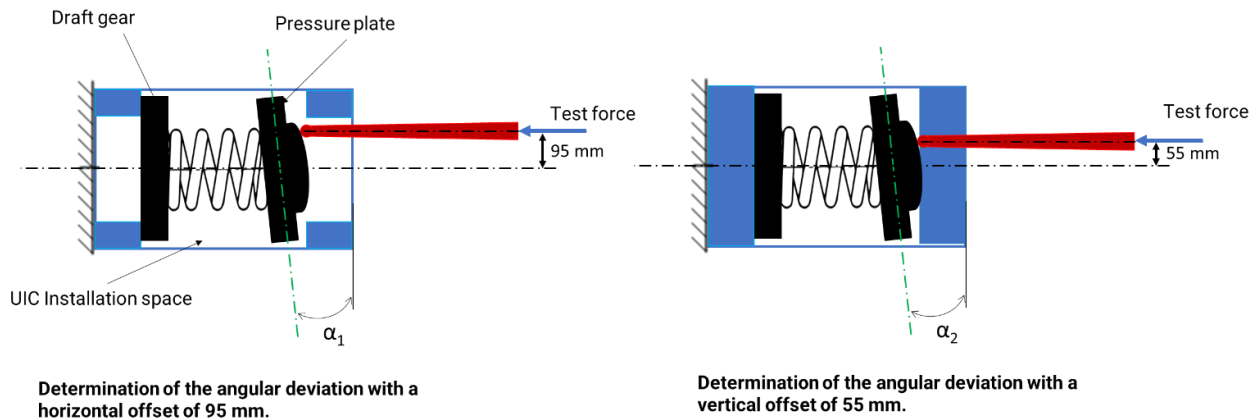 Draft gear
Pressure plate
Test force
95 mm
UIC Installation space
α1
Determination of the angular deviation with a
horizontal offset of 95 mm.
Test force
55 mm
α2
Determination of the angular deviation with a
vertical offset of 55 mm.